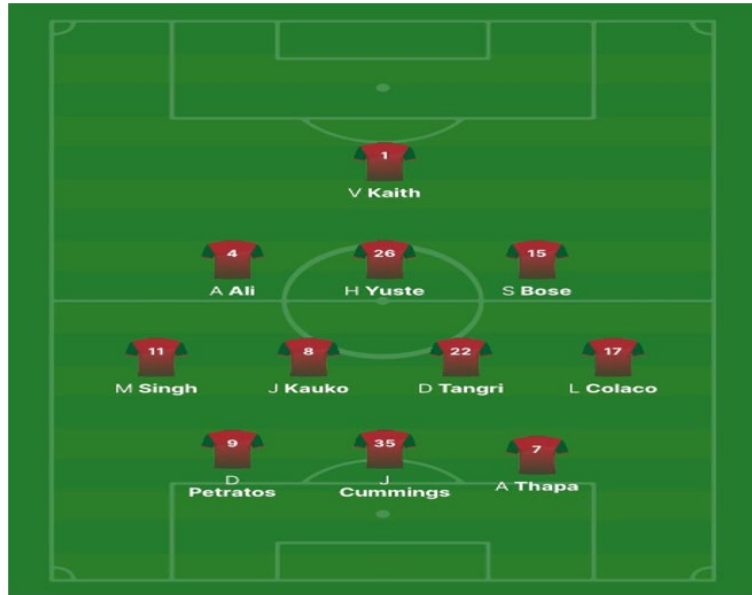 1
V Kaith
4 26 15
A Ali H Yuste S Bose
11 8 22 17
M Singh J Kauko D Tangri L Colaco
9 35 7
D Petratos J Cummings A Thapa